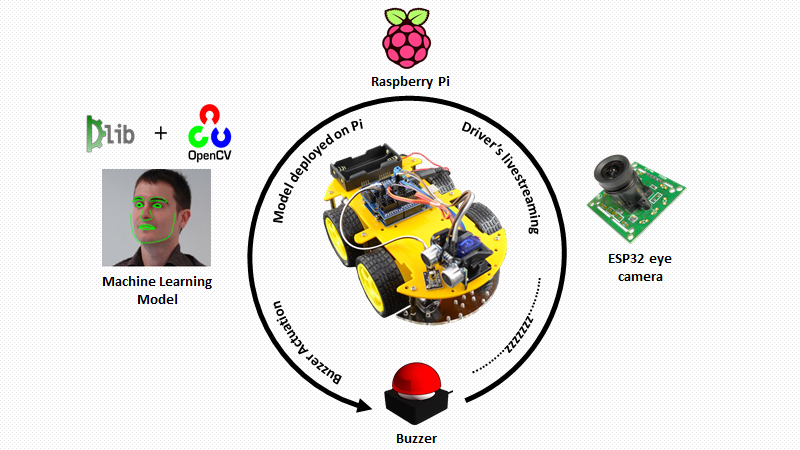 Raspberry Pi
Dlib + OpenCV
Model deployed on Pi
Driver's livestreaming
ESP32 eye
camera
Machine Learning
Model
Buzzer Actuation
..........zzzzzzz..........
Buzzer